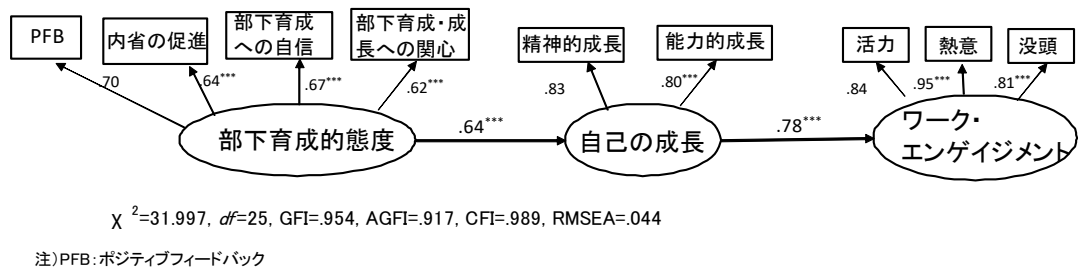 PFB
内省の促進
部下育成
への自信
部下育成・成
長への関心
精神的成長
能力的成長
活力
熱意
没頭
.70
.64***
.67***
.62***
.83
.80***
.84
.95***
.81***
部下育成的態度
.64***
自己の成長
.78***
ワーク・
エンゲイジメント
χ²=31.997, df=25, GFI=.954, AGFI=.917, CFI=.989, RMSEA=.044
注)PFB:ポジティブフィードバック